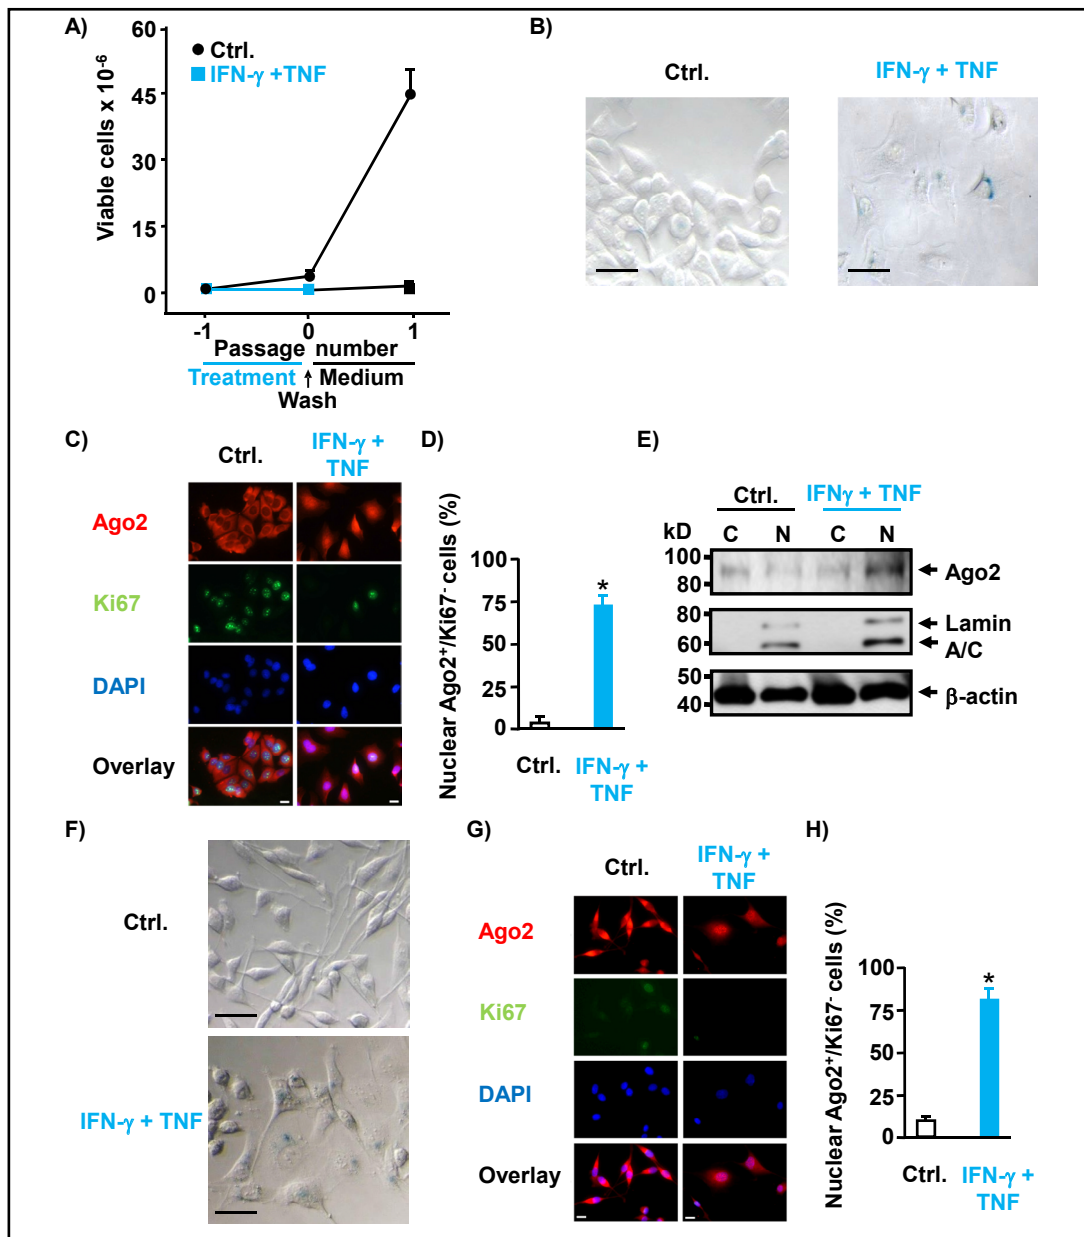 A)
60
45
30
15
0
Viable cells x 10⁻⁶
Ctrl.
IFN-γ +TNF
-1 0 1
Passage number
Treatment ↑ Medium
Wash
B)
Ctrl. IFN-γ + TNF
C)
Ctrl. IFN-γ +
TNF
Ago2
Ki67
DAPI
Overlay
D)
Nuclear Ago2⁺/Ki67⁻ cells (%)
100
75
50
25
0
*
Ctrl. IFN-γ +
TNF
E)
Ctrl. IFNγ + TNF
kD C N C N
100
80
Ago2
80
60
Lamin
A/C
50
40
β-actin
F)
Ctrl.
IFN-γ + TNF
G)
Ctrl. IFN-γ +
TNF
Ago2
Ki67
DAPI
Overlay
H)
Nuclear Ago2⁺/Ki67⁻ cells (%)
100
75
50
25
0
*
Ctrl. IFN-γ +
TNF